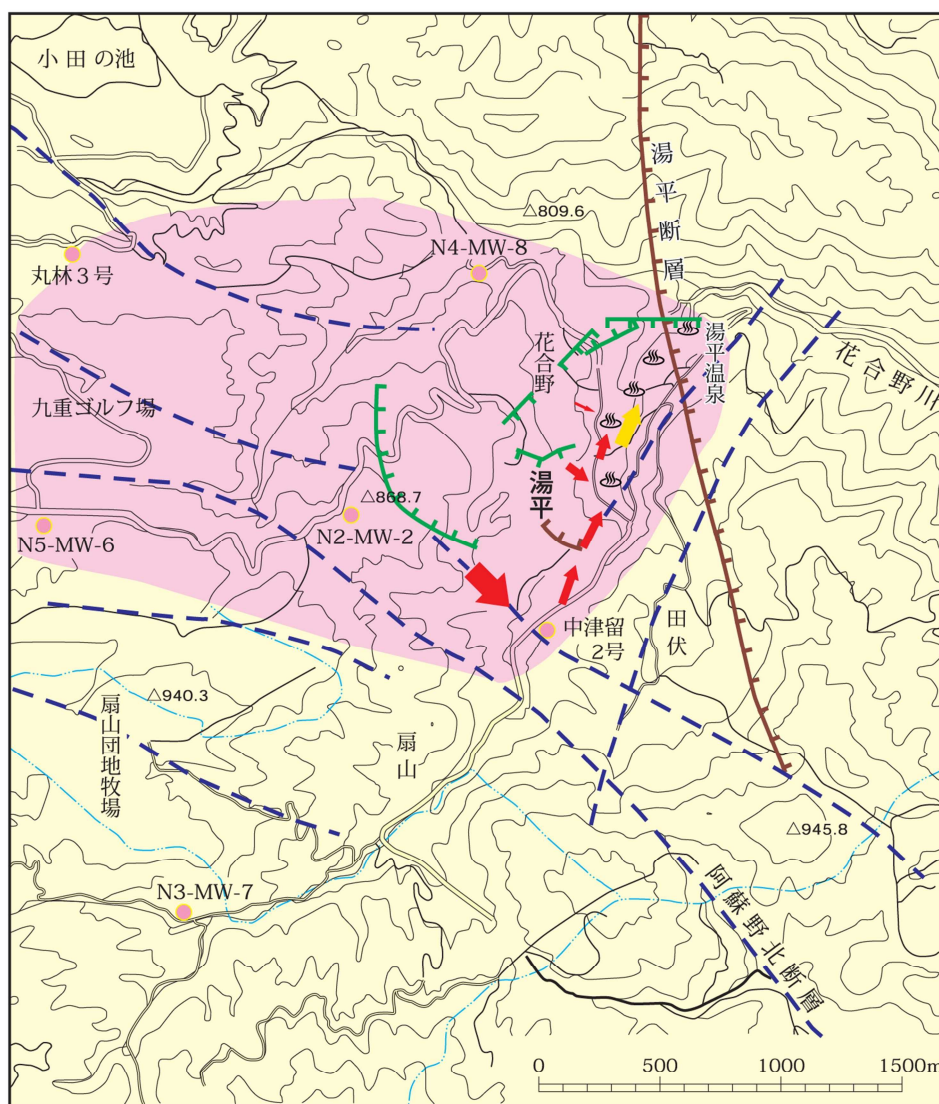 小田の池
湯平断層
△809.6
N4-MW-8
丸林３号
花合野
湯平温泉
花合野川
九重ゴルフ場
湯平
△868.7
N5-MW-6
N2-MW-2
中津留
2号
田伏
△940.3
扇山団地牧場
扇山
△945.8
N3-MW-7
阿蘇野北断層
0
500
1000
1500m